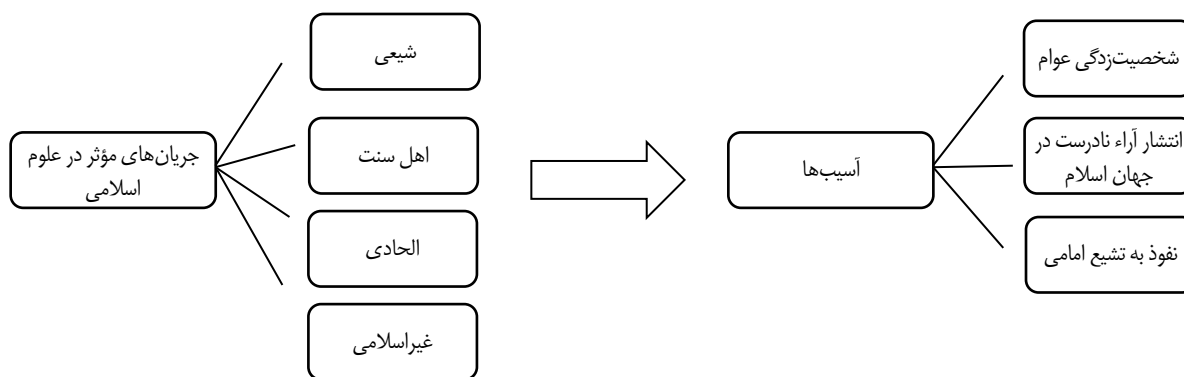 جریان‌های مؤثر در علوم
اسلامی
شیعی
اهل سنت
الحادی
غیراسلامی
آسیب‌ها
شخصیت‌زدگی عوام
انتشار آراء نادرست در
جهان اسلام
نفوذ به تشیع امامی